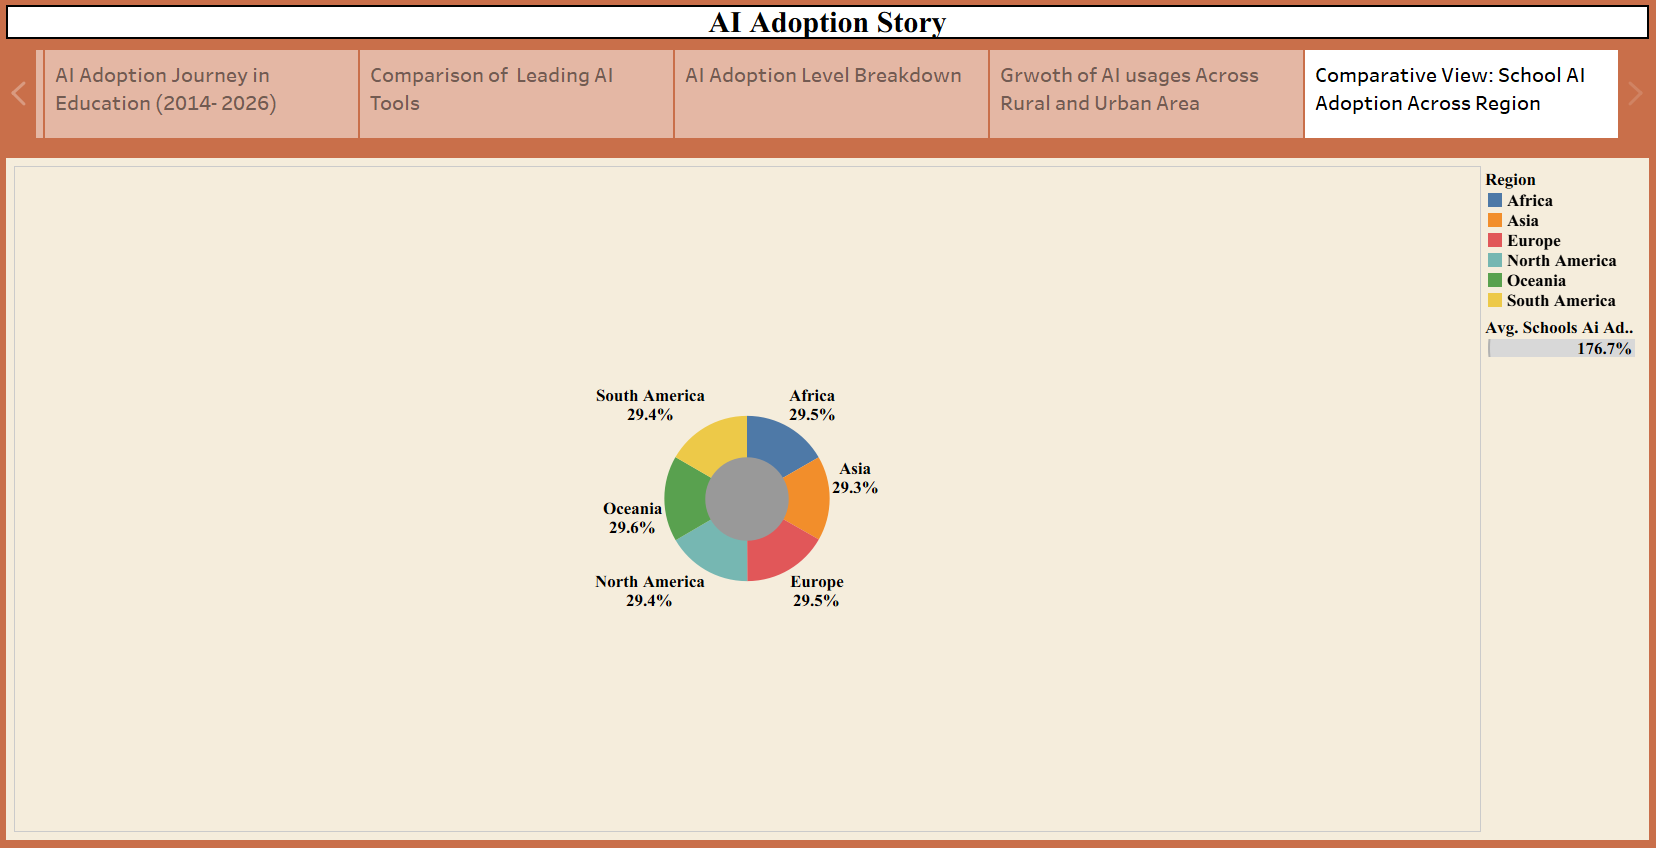 AI Adoption Story
AI Adoption Journey in
Education (2014- 2026)
Comparison of  Leading AI
Tools
AI Adoption Level Breakdown
Grwoth of AI usages Across
Rural and Urban Area
Comparative View: School AI
Adoption Across Region
Region
Africa
Asia
Europe
North America
Oceania
South America
Avg. Schools Ai Ad..
176.7%
South America
29.4%
Africa
29.5%
Asia
29.3%
Oceania
29.6%
North America
29.4%
Europe
29.5%